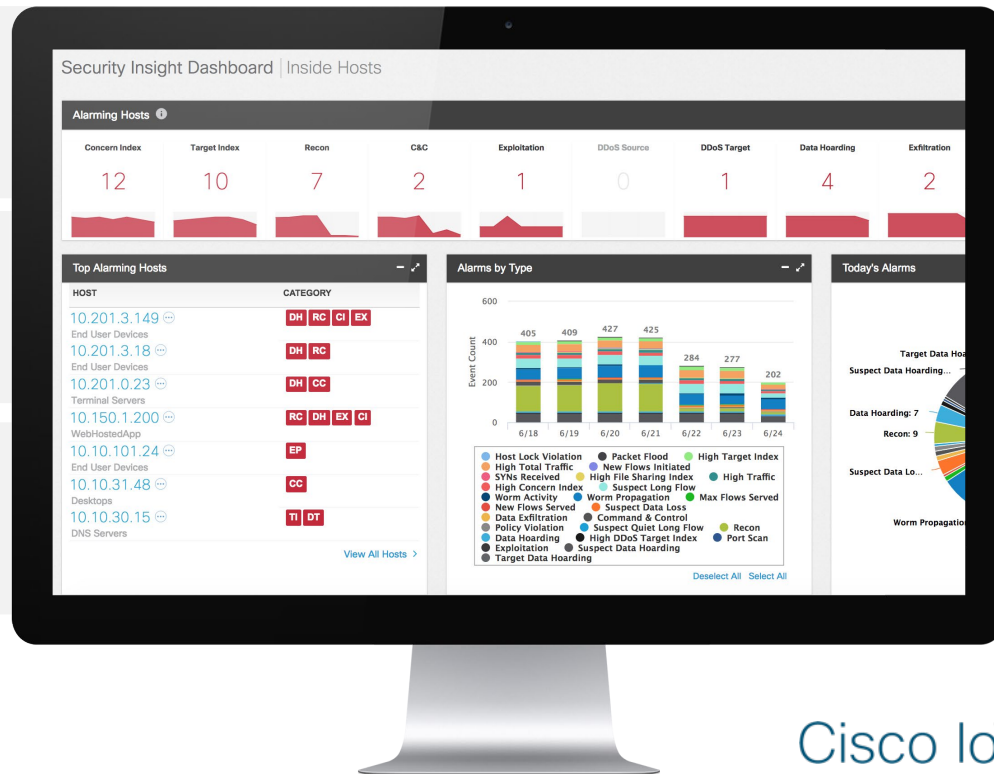 Security Insight Dashboard | Inside Hosts
Alarming Hosts
Concern Index Target Index Recon C&C Exploitation DDoS Source DDoS Target Data Hoarding Exfiltration
12 10 7 2 1 0 1 4 2
Top Alarming Hosts
HOST CATEGORY
10.201.3.149 DH RC CI EX
End User Devices
10.201.3.18 DH RC
End User Devices
10.201.0.23 DH CC
Terminal Servers
10.150.1.200 RC DH EX CI
WebHostedApp
10.10.101.24 EP
End User Devices
10.10.31.48 CC
Desktops
10.10.30.15 TI DT
DNS Servers
View All Hosts >
Alarms by Type
Event Count
600
400
200
0
405 409 427 425 284 277 202
6/18 6/19 6/20 6/21 6/22 6/23 6/24
Host Lock Violation Packet Flood High Target Index
High Total Traffic New Flows Initiated
SYNs Received High File Sharing Index High Traffic
High Concern Index Suspect Long Flow
Worm Activity Worm Propagation Max Flows Served
New Flows Served Suspect Data Loss
Data Exfiltration Command & Control
Policy Violation Suspect Quiet Long Flow Recon
Data Hoarding High DDoS Target Index Port Scan
Exploitation Suspect Data Hoarding
Target Data Hoarding
Deselect All Select All
Today's Alarms
Target Data Hoa
Suspect Data Hoarding...
Data Hoarding: 7
Recon: 9
Suspect Data Lo...
Worm Propagatio
Cisco Io